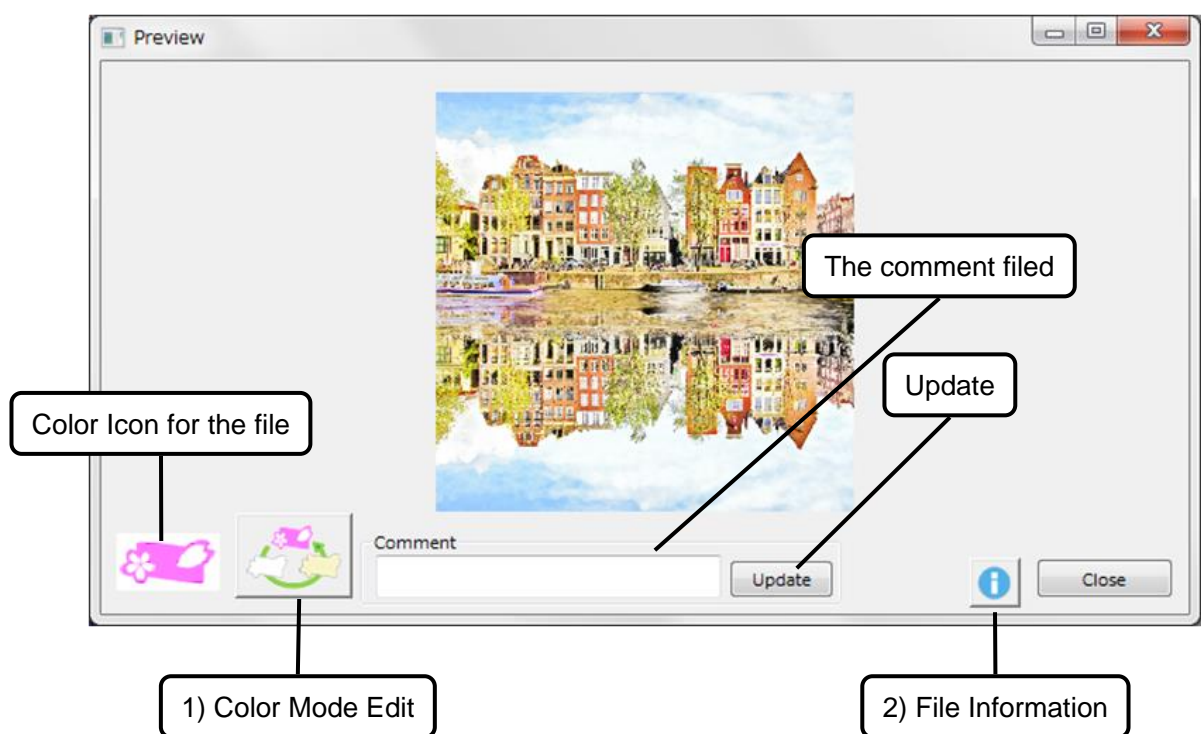 Preview
The comment filed
Update
Color Icon for the file
Comment
Update
Close
1) Color Mode Edit
2) File Information